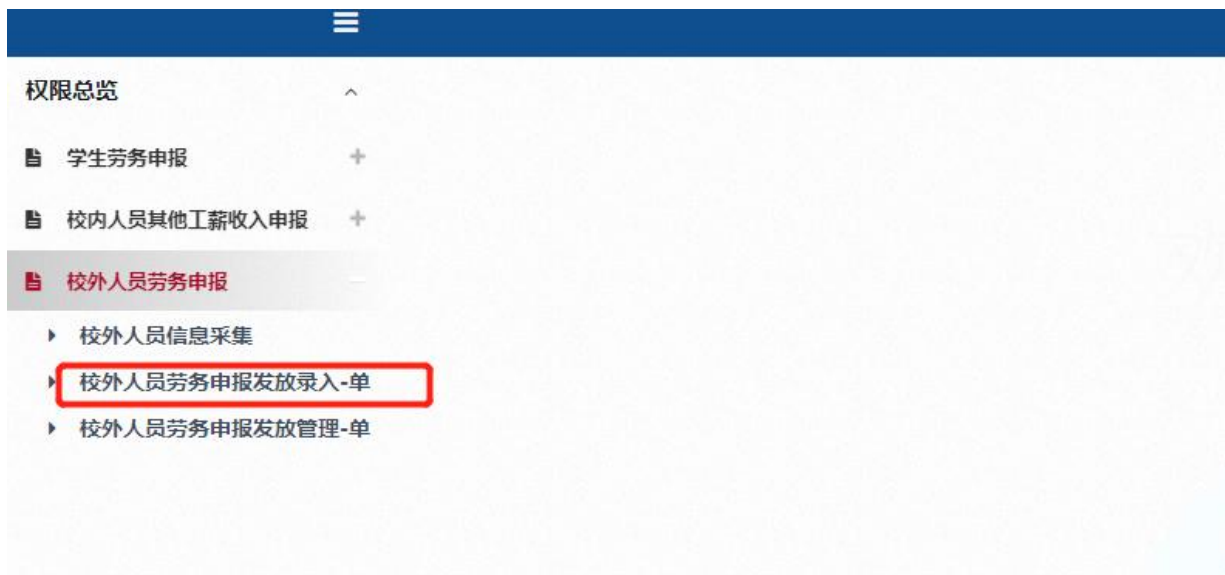 权限总览
学生劳务申报
校内人员其他工薪收入申报
校外人员劳务申报
校外人员信息采集
校外人员劳务申报发放录入-单
校外人员劳务申报发放管理-单